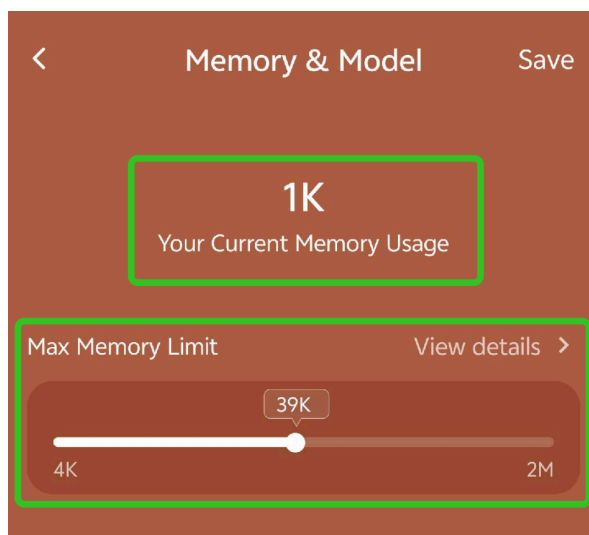 Memory & Model Save
1K
Your Current Memory Usage
Max Memory Limit View details
39K
4K 2M